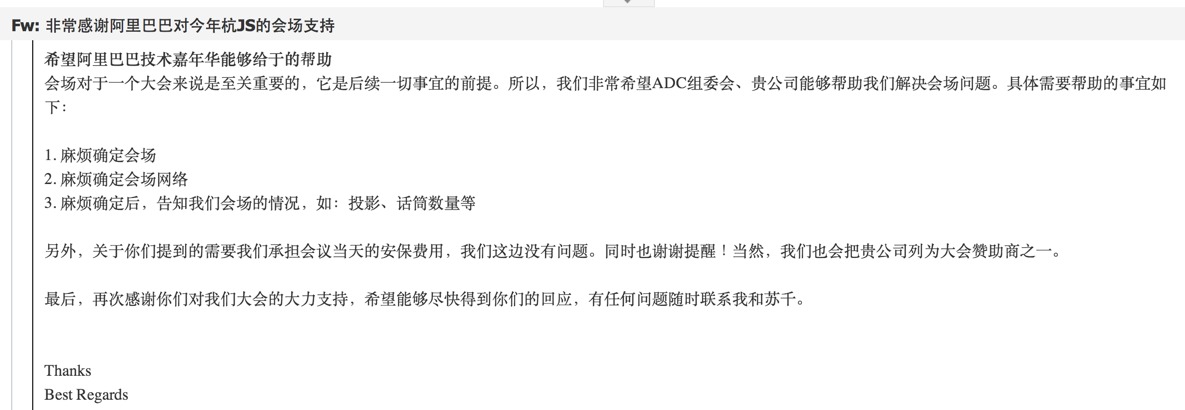 Fw: 非常感谢阿里巴巴对今年杭JS的会场支持
希望阿里巴巴技术嘉年华能够给于的帮助
会场对于一个大会来说是至关重要的，它是后续一切事宜的前提。所以，我们非常希望ADC组委会、贵公司能够帮助我们解决会场问题。具体需要帮助的事宜如
下：
1. 麻烦确定会场
2. 麻烦确定会场网络
3. 麻烦确定后，告知我们会场的情况，如：投影、话筒数量等
另外，关于你们提到的需要我们承担会议当天的安保费用，我们这边没有问题。同时也谢谢提醒！当然，我们也会把贵公司列为大会赞助商之一。
最后，再次感谢你们对我们大会的大力支持，希望能够尽快得到你们的回应，有任何问题随时联系我和苏千。
Thanks
Best Regards